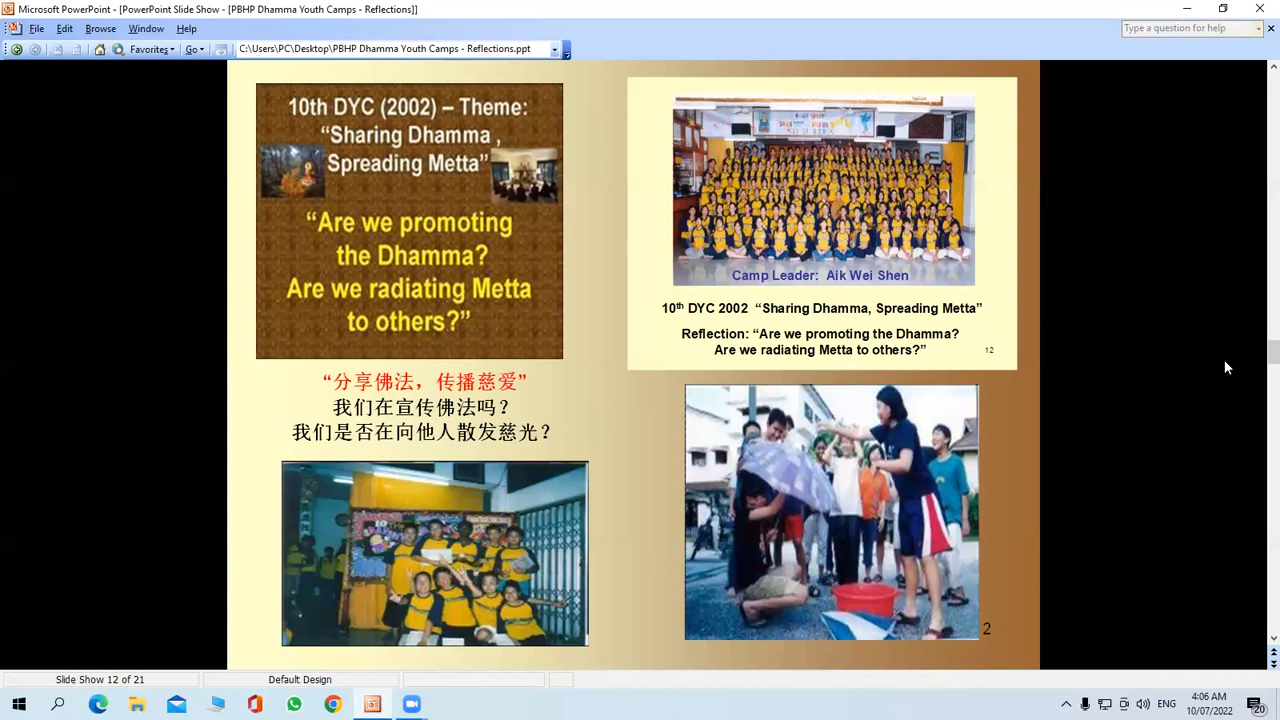 Microsoft PowerPoint - [PowerPoint Slide Show - [PBHP Dhamma Youth Camps - Reflections]]
File Edit Browse Window Help
Type a question for help
Favorites Go C:\Users\PC\Desktop\PBHP Dhamma Youth Camps - Reflections.ppt
10th DYC (2002) – Theme:
“Sharing Dhamma ,
Spreading Metta”
“Are we promoting
the Dhamma?
Are we radiating Metta
to others?”
Camp Leader: Aik Wei Shen
10th DYC 2002 “Sharing Dhamma, Spreading Metta”
Reflection: “Are we promoting the Dhamma?
Are we radiating Metta to others?”
12
“分享佛法，传播慈爱”
我们在宣传佛法吗？
我们是否在向他人散发慈光？
2
Slide Show 12 of 21
Default Design
ENG
4:06 AM
10/07/2022
20